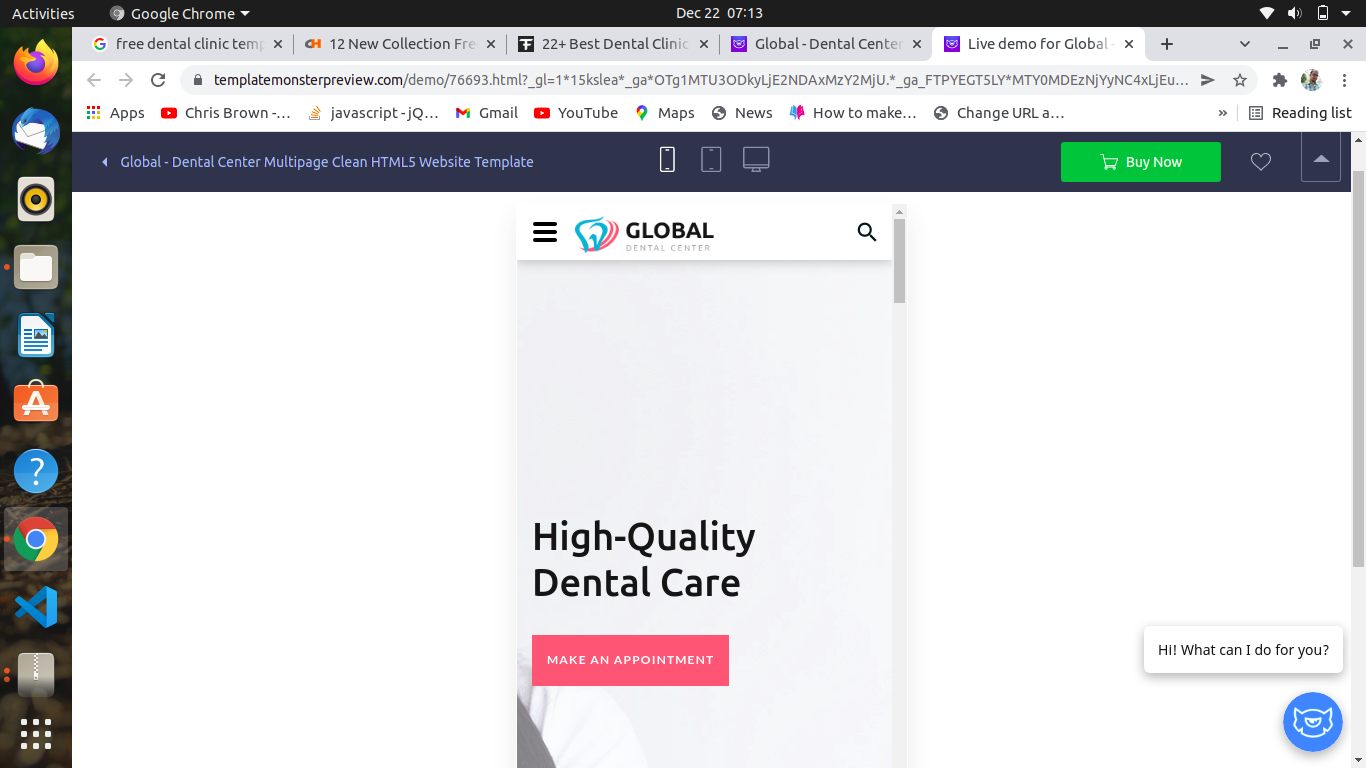 Activities
Google Chrome
Dec 22 07:13
free dental clinic temp
12 New Collection Fre
22+ Best Dental Clinic
Global - Dental Center
Live demo for Global -
templatemonsterpreview.com/demo/76693.html?_gl=1*15kslea*_ga*OTg1MTU3ODkyLjE2NDAxMzY2MjU.*_ga_FTPYEGT5LY*MTY0MDEzNjYyNC4xLjEu...
Apps
Chris Brown -...
javascript - jQ...
Gmail
YouTube
Maps
News
How to make...
Change URL a...
»
Reading list
Global - Dental Center Multipage Clean HTML5 Website Template
Buy Now
GLOBAL
DENTAL CENTER
High-Quality
Dental Care
MAKE AN APPOINTMENT
Hi! What can I do for you?